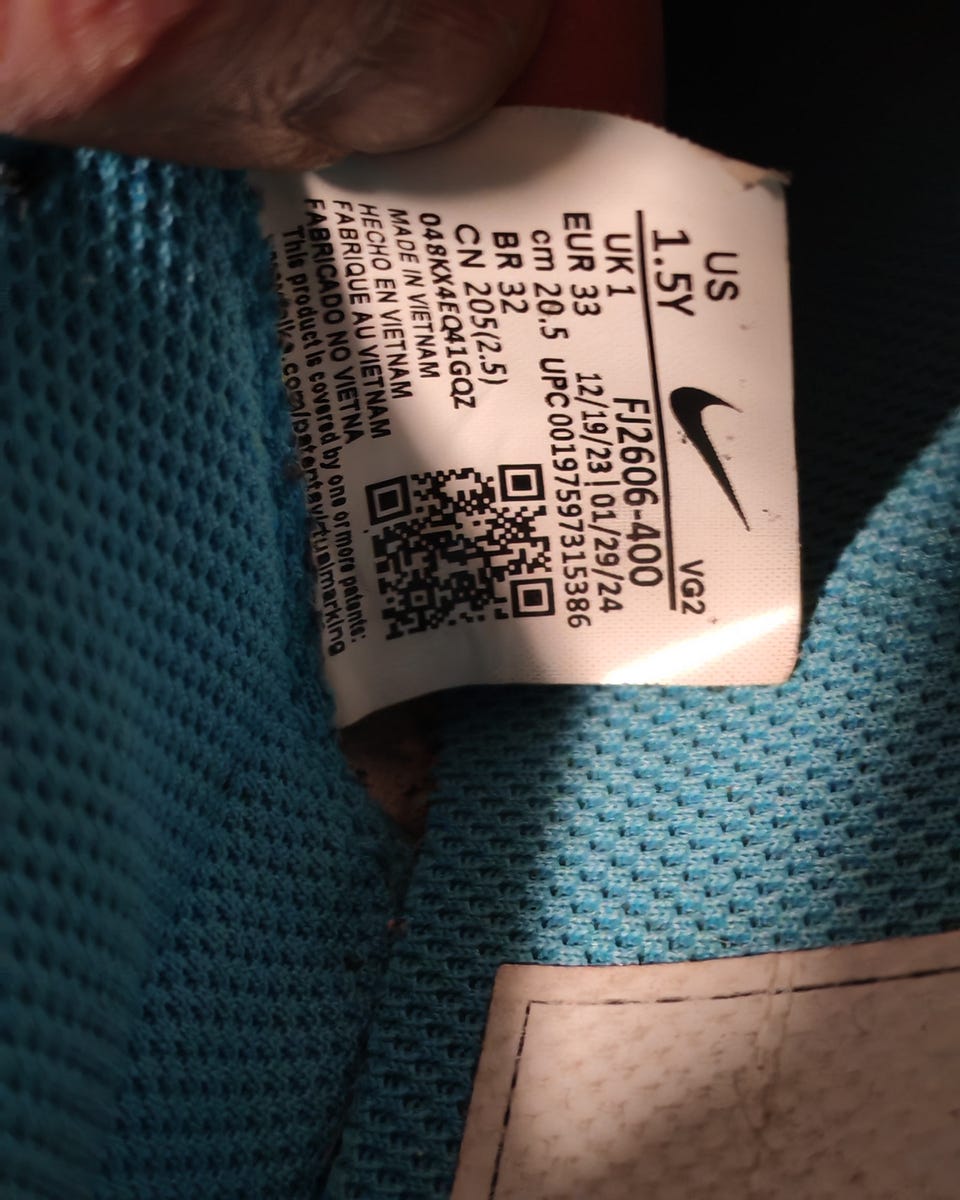 US
1.5Y
VG2
UK 1
FJ2606-400
EUR 33
12/19/23 | 01/29/24
cm 20.5
UPC 00197597315386
BR 32
CN 205(2.5)
048KX4EQ41GQZ
MADE IN VIETNAM
HECHO EN VIETNAM
FABRIQUE AU VIETNAM
FABRICADO NO VIETNA
This product is covered by one or more patents: